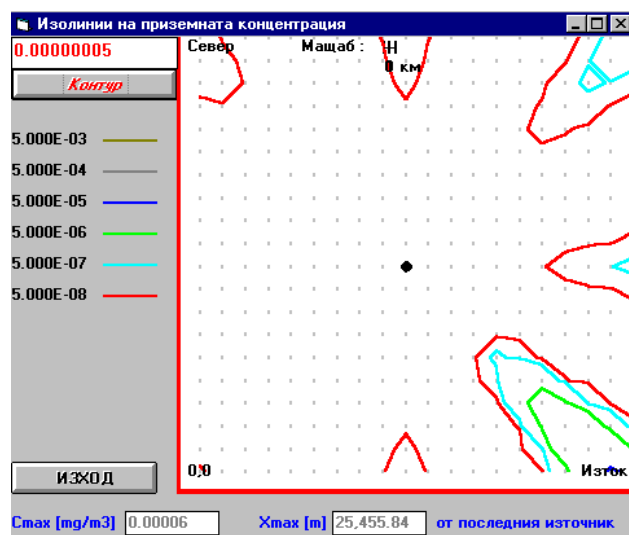 Изолинии на приземната концентрация
0.00000005
Контур
Север Мащаб : H
0 км
5.000E-03
5.000E-04
5.000E-05
5.000E-06
5.000E-07
5.000E-08
0,0 Изток
ИЗХОД
Cmax [mg/m3] 0.00006 Xmax [m] 25,455.84 от последния източник